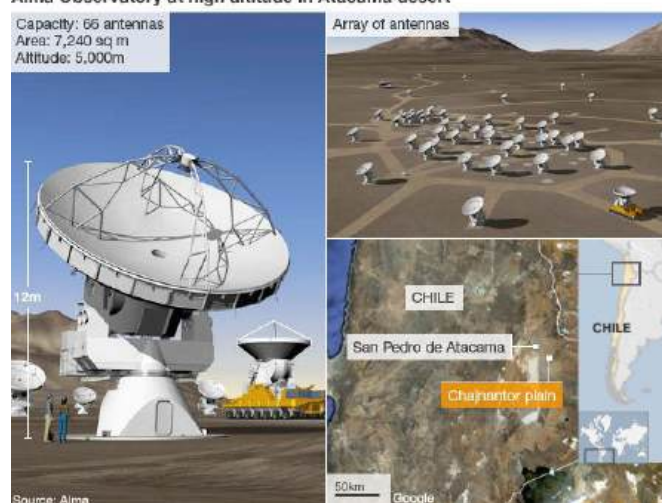 Alma Observatory at high altitude in Atacama desert
Capacity: 66 antennas
Area: 7,240 sq m
Altitude: 5,000m
12m
Source: Alma
Array of antennas
CHILE
San Pedro de Atacama
Chajnantor plain
50km
Google
CHILE